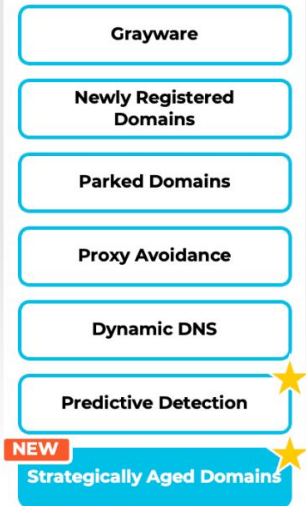 Grayware
Newly Registered
Domains
Parked Domains
Proxy Avoidance
Dynamic DNS
Predictive Detection
NEW
Strategically Aged Domains